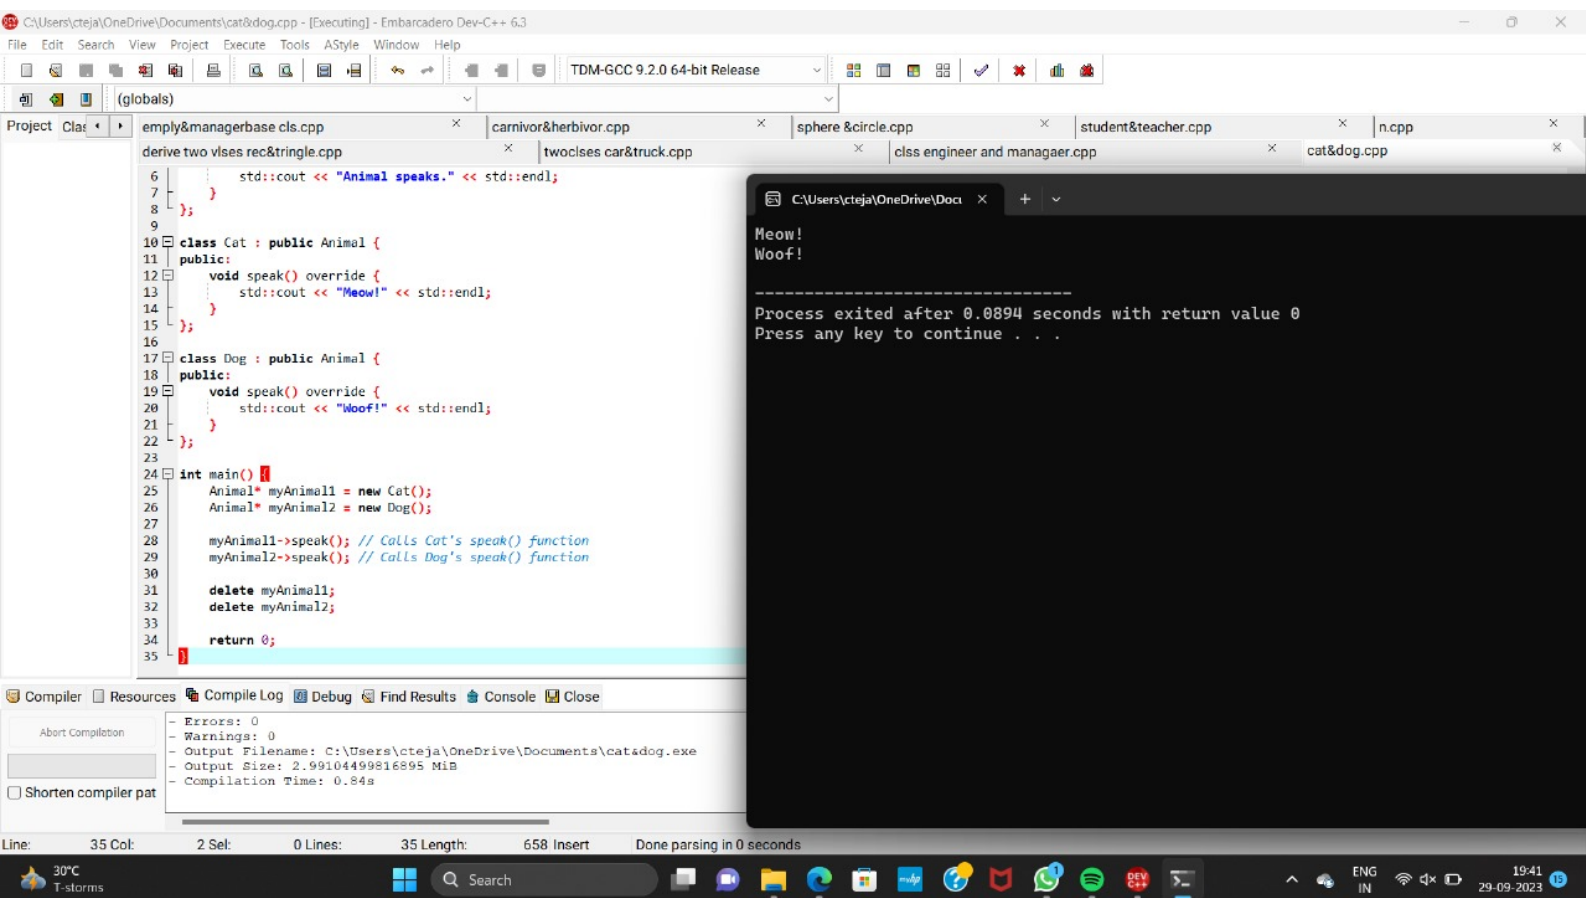 C:\Users\cteja\OneDrive\Documents\cat&dog.cpp - [Executing] - Embarcadero Dev-C++ 6.3
File Edit Search View Project Execute Tools AStyle Window Help
TDM-GCC 9.2.0 64-bit Release
(globals)
Project Clas
emply&managerbase cls.cpp carnivor&herbivor.cpp sphere &circle.cpp student&teacher.cpp n.cpp
derive two vlses rec&tringle.cpp twoclses car&truck.cpp clss engineer and managaer.cpp cat&dog.cpp
6 std::cout << "Animal speaks." << std::endl;
7 }
8 };
9
10 class Cat : public Animal {
11 public:
12 void speak() override {
13 std::cout << "Meow!" << std::endl;
14 }
15 };
16
17 class Dog : public Animal {
18 public:
19 void speak() override {
20 std::cout << "Woof!" << std::endl;
21 }
22 };
23
24 int main() {
25 Animal* myAnimal1 = new Cat();
26 Animal* myAnimal2 = new Dog();
27
28 myAnimal1->speak(); // Calls Cat's speak() function
29 myAnimal2->speak(); // Calls Dog's speak() function
30
31 delete myAnimal1;
32 delete myAnimal2;
33
34 return 0;
35 }
C:\Users\cteja\OneDrive\Docu
Meow!
Woof!
--------------------------------
Process exited after 0.0894 seconds with return value 0
Press any key to continue . . .
Compiler Resources Compile Log Debug Find Results Console Close
Abort Compilation
Shorten compiler pat
- Errors: 0
- Warnings: 0
- Output Filename: C:\Users\cteja\OneDrive\Documents\cat&dog.exe
- Output Size: 2.99104499816895 MiB
- Compilation Time: 0.84s
Line: 35 Col: 2 Sel: 0 Lines: 35 Length: 658 Insert Done parsing in 0 seconds
30°C
T-storms
Search
myhp
DEV C++
1
ENG
IN
19:41
29-09-2023
15